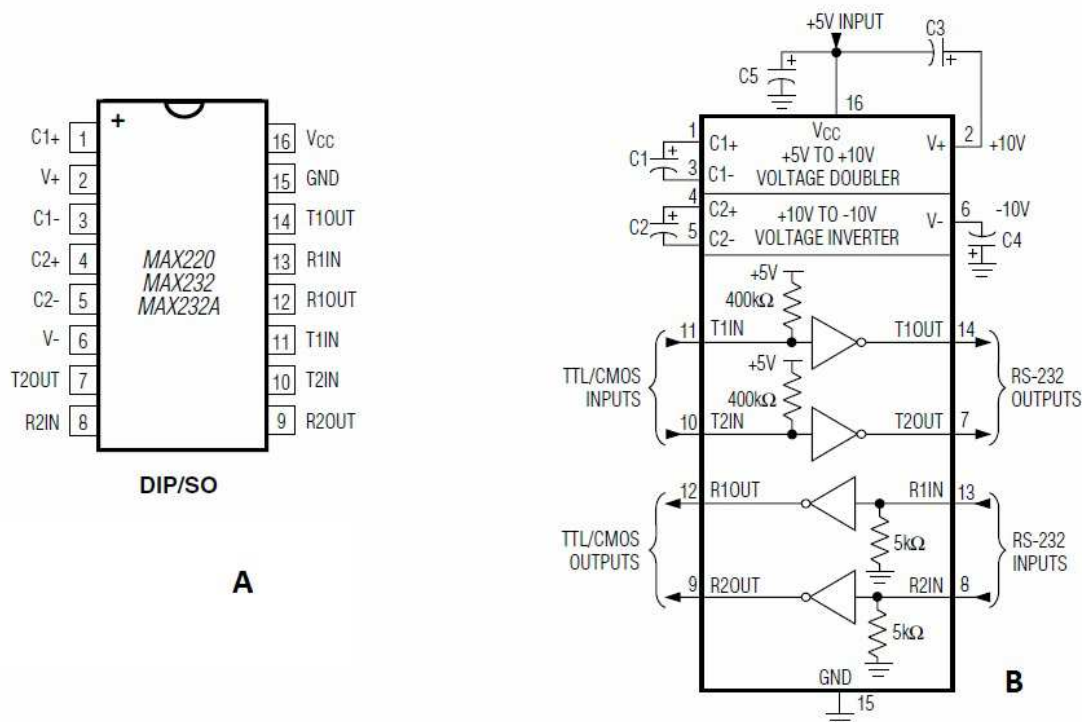 C1+ 1
V+ 2
C1- 3
C2+ 4
C2- 5
V- 6
T2OUT 7
R2IN 8
+
MAX220
MAX232
MAX232A
16 VCC
15 GND
14 T1OUT
13 R1IN
12 R1OUT
11 T1IN
10 T2IN
9 R2OUT
DIP/SO
A
+5V INPUT
C3
+
C5 +
16
1
C1+
VCC
V+
2
+10V
C1 +
3
C1-
+5V TO +10V
VOLTAGE DOUBLER
4
C2+
+10V TO -10V
VOLTAGE INVERTER
V-
6
-10V
C2 +
5
C2-
C4
+
+5V
400kΩ
11 T1IN
T1OUT 14
TTL/CMOS
INPUTS
+5V
400kΩ
RS-232
OUTPUTS
10 T2IN
T2OUT 7
12 R1OUT
R1IN 13
TTL/CMOS
OUTPUTS
5kΩ
RS-232
INPUTS
9 R2OUT
R2IN 8
5kΩ
GND
15
B